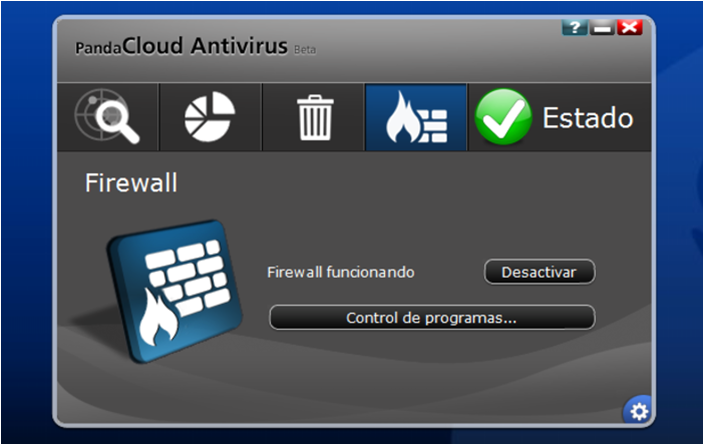 ?
PandaCloud Antivirus Beta
Estado
Firewall
Firewall funcionando
Desactivar
Control de programas...